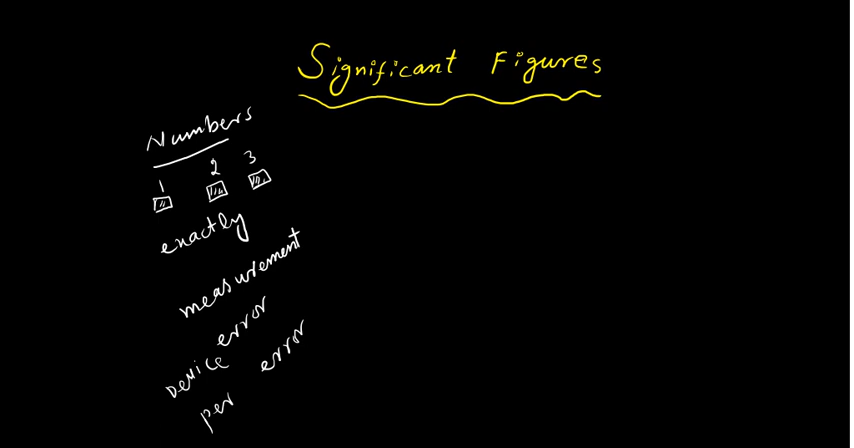 Significant Figures
Numbers
1 2 3
exactly
measurement
error
Device error
per